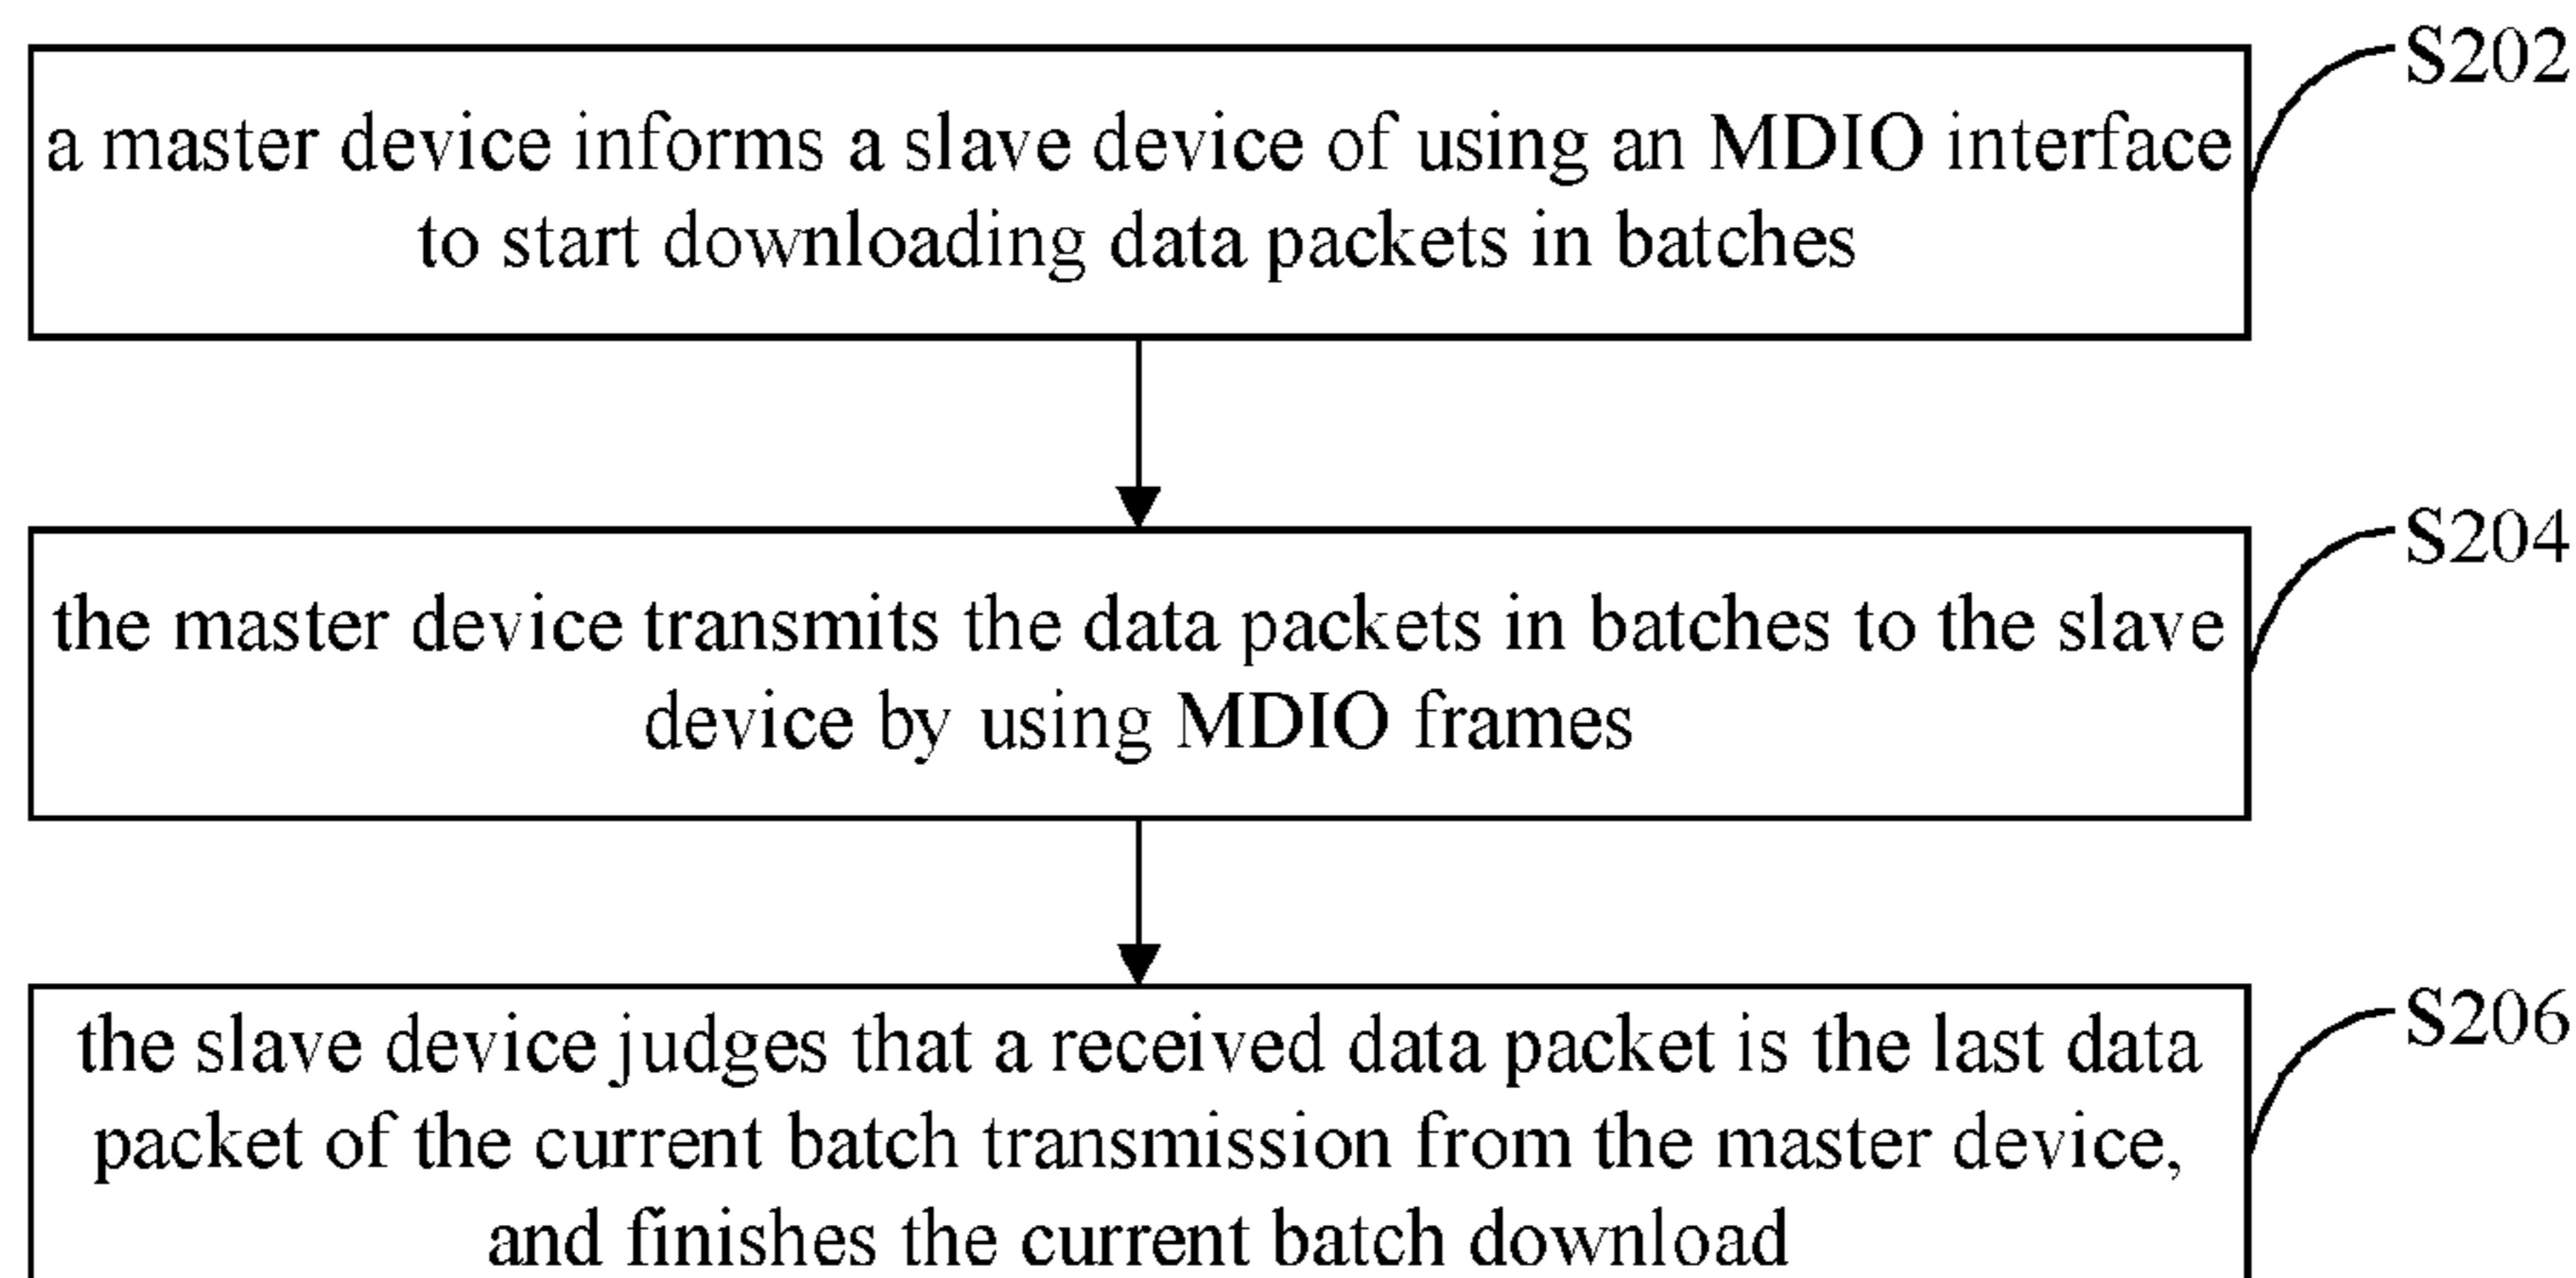 S202
a master device informs a slave device of using an MDIO interface
to start downloading data packets in batches
S204
the master device transmits the data packets in batches to the slave
device by using MDIO frames
S206
the slave device judges that a received data packet is the last data
packet of the current batch transmission from the master device,
and finishes the current batch download